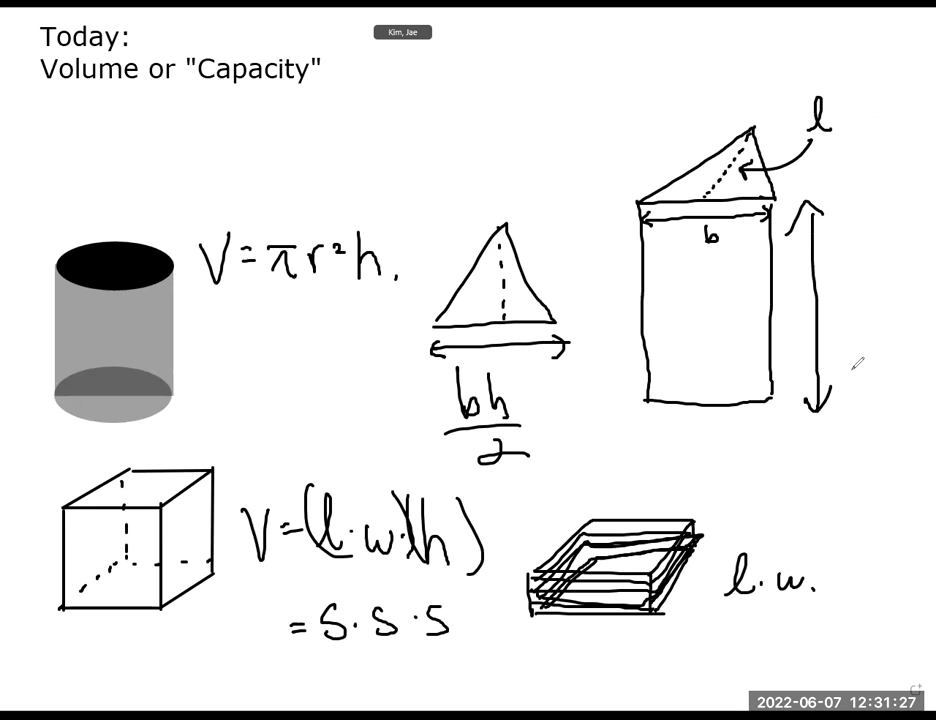 Today:
Kim, Jae
Volume or "Capacity"
l
b
V = πr²h.
bh
2
V = (l·w)(h)
= s·s·s
l·w.
2022-06-07 12:31:27